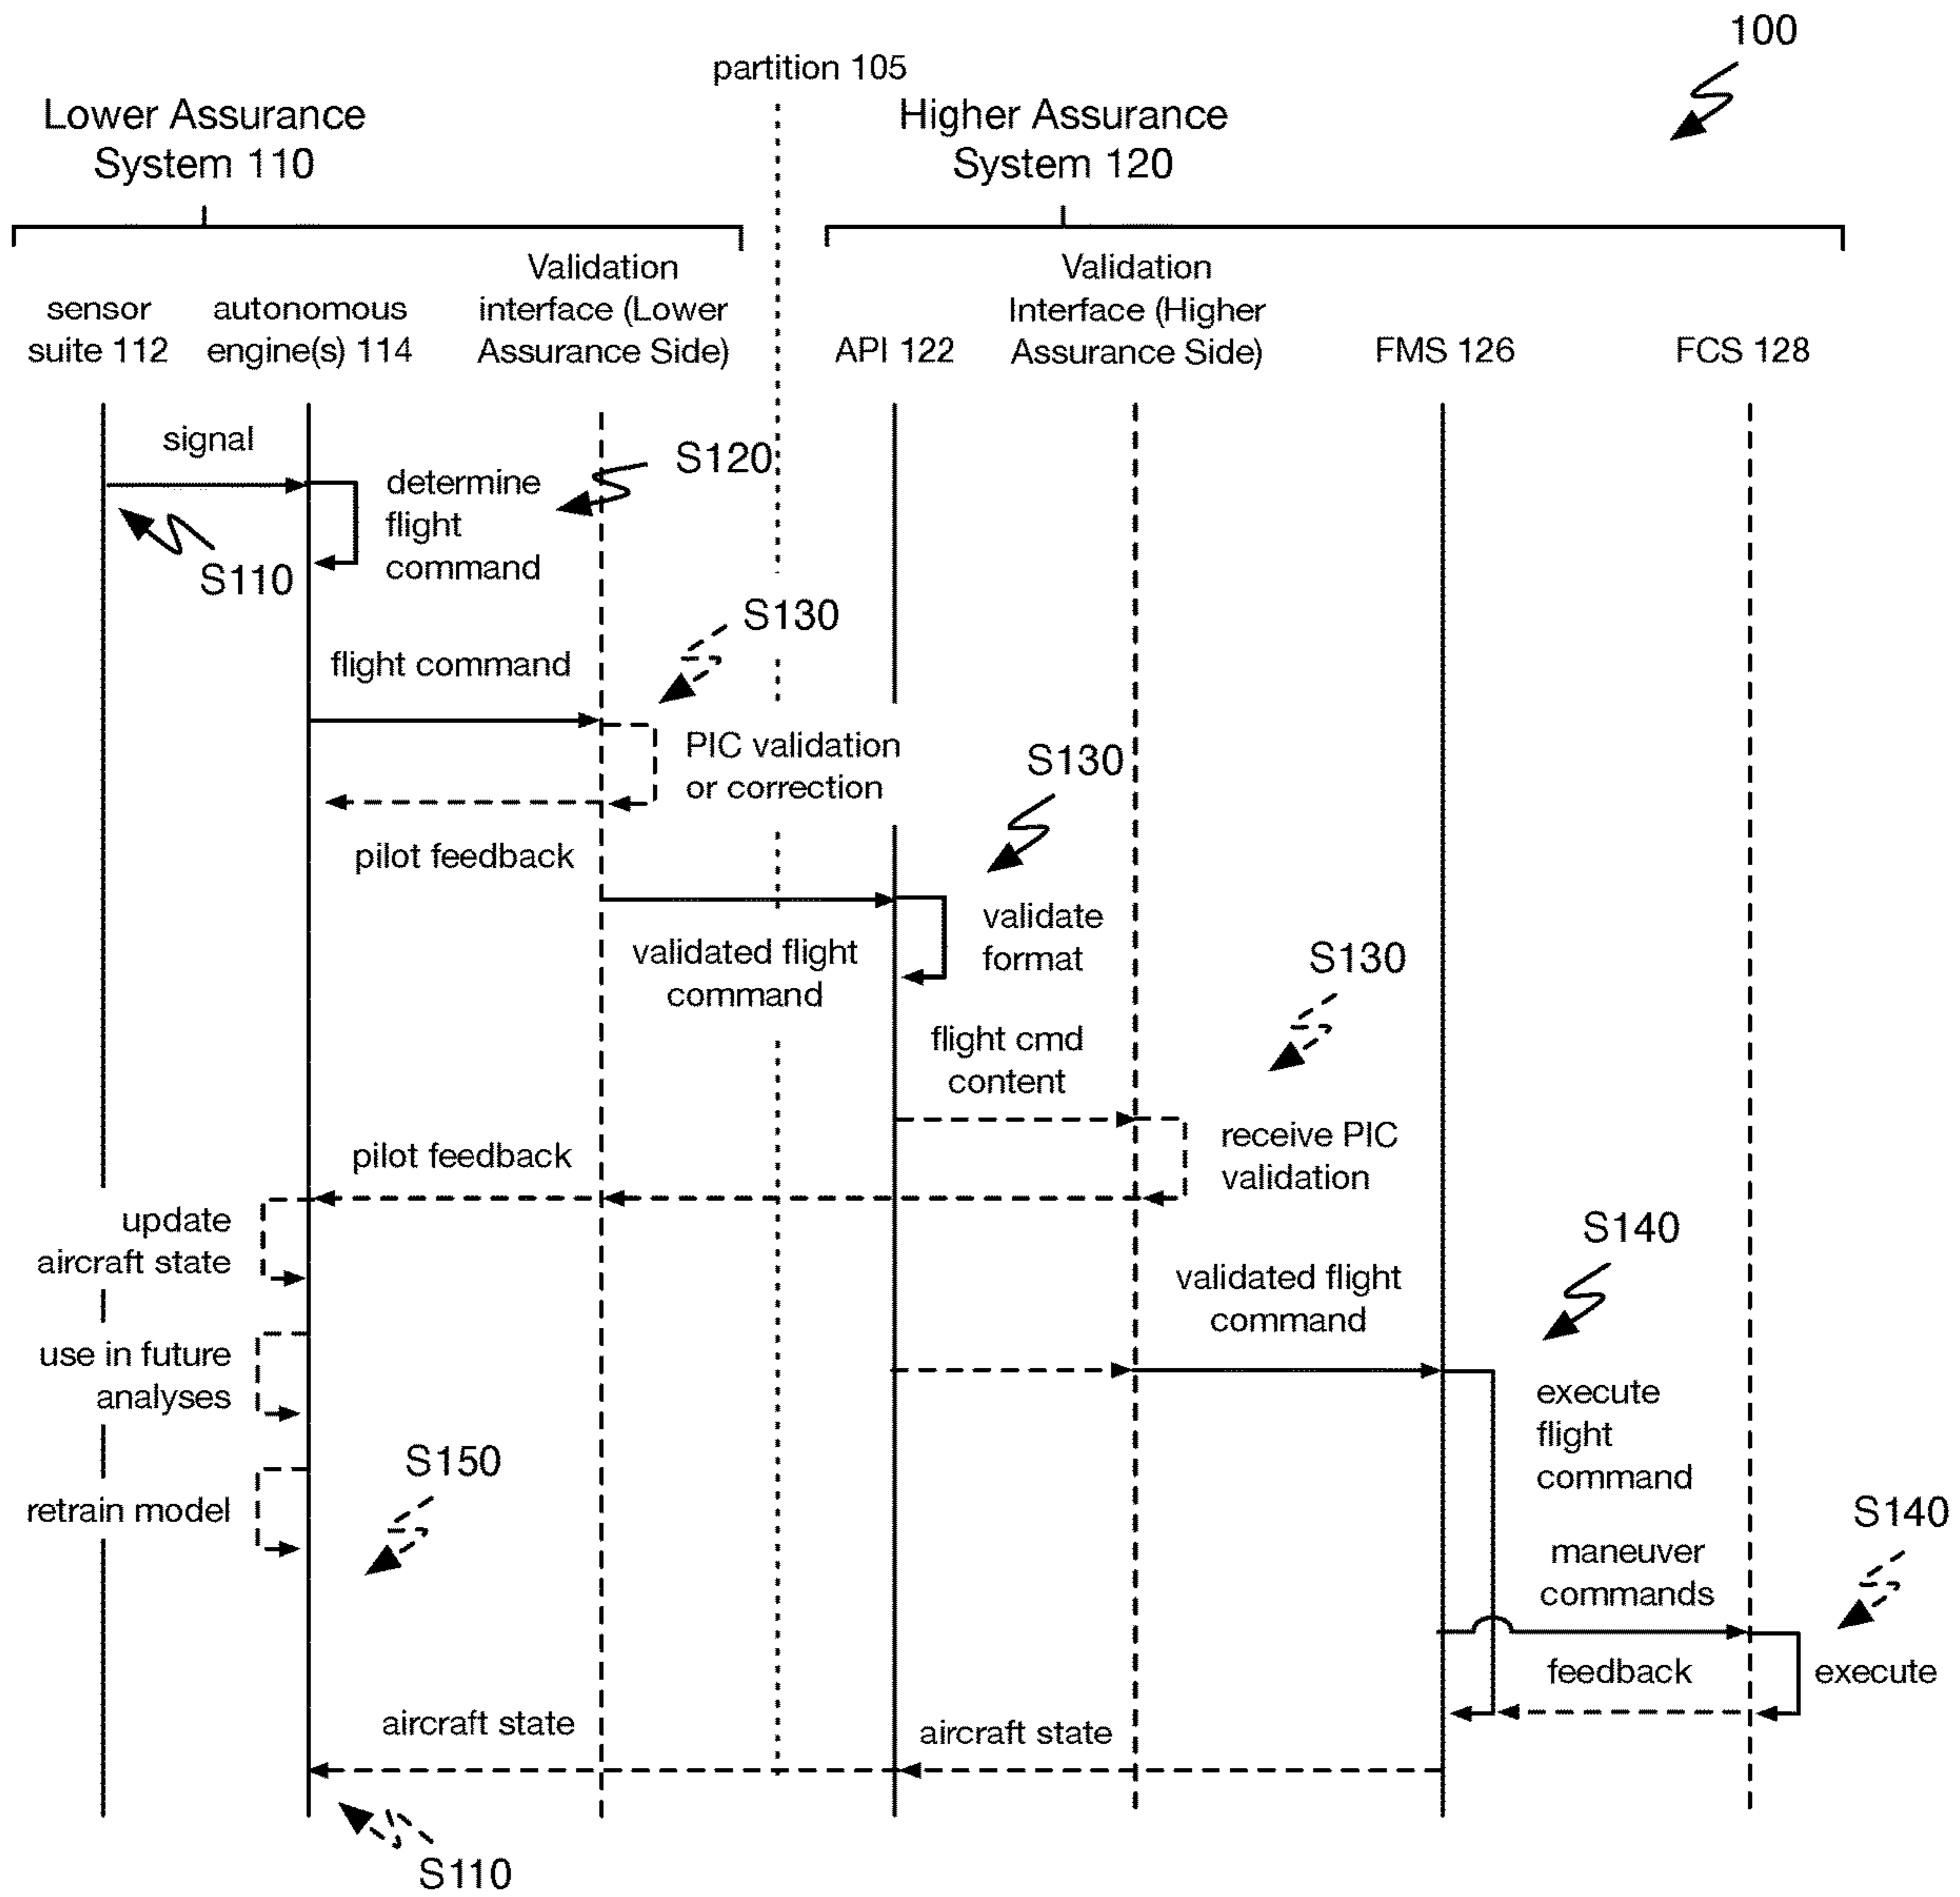 100
partition 105
Lower Assurance
System 110
Higher Assurance
System 120
sensor
suite 112
autonomous
engine(s) 114
Validation
interface (Lower
Assurance Side)
API 122
Validation
Interface (Higher
Assurance Side)
FMS 126
FCS 128
signal
S120
determine
flight
command
S110
S130
flight command
PIC validation
or correction
S130
pilot feedback
validate
format
validated flight
command
S130
flight cmd
content
receive PIC
validation
pilot feedback
update
aircraft state
S140
validated flight
command
use in future
analyses
execute
flight
command
S150
retrain model
S140
maneuver
commands
feedback
execute
aircraft state
aircraft state
S110